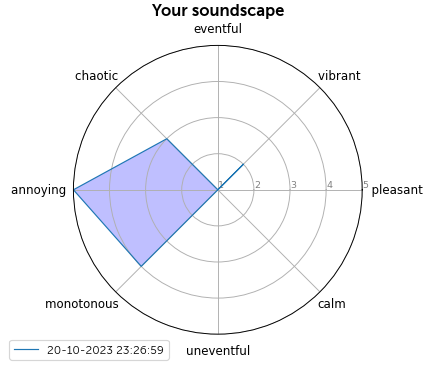 Your soundscape
eventful
chaotic
vibrant
annoying
1
2
3
4
5
pleasant
monotonous
calm
uneventful
20-10-2023 23:26:59